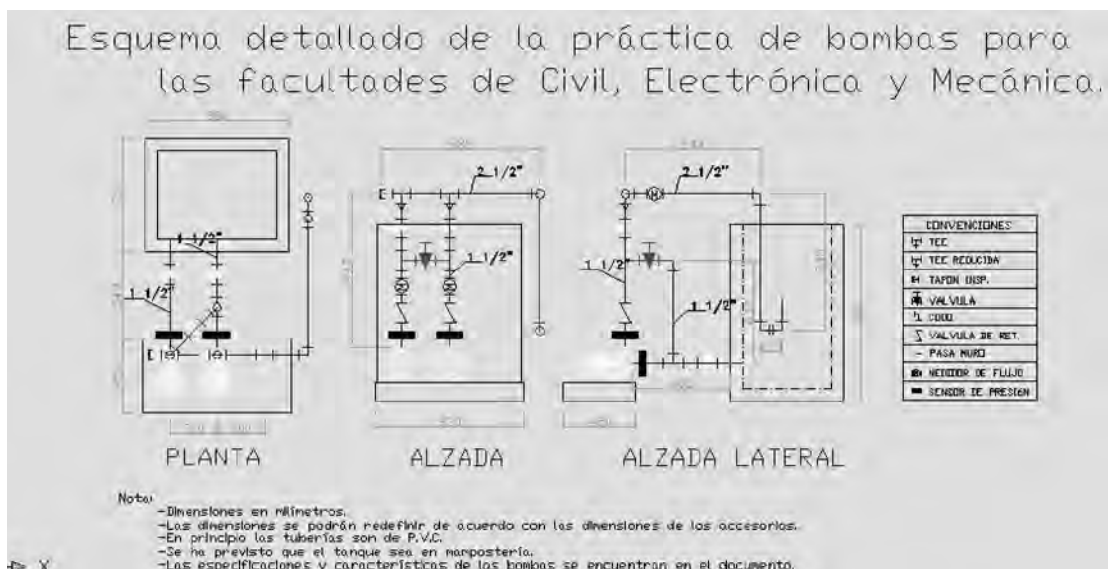 Esquema detallado de la práctica de bombas para
las facultades de Civil, Electrónica y Mecánica.
2 1/2"
2 1/2"
1 1/2"
1 1/2"
1 1/2"
1 1/2"
1 1/2"
E
E
PLANTA
ALZADA
ALZADA LATERAL
CONVENCIONES
TEE
TEE REDUCIDA
TAPON INSP.
VALVULA
CODO
VALVULA DE RET.
PASA MURO
MEDIDOR DE FLUJO
SENSOR DE PRESIÓN
Nota:
-Dimensiones en milímetros.
-Las dimensiones se podrán redefinir de acuerdo con las dimensiones de los accesorios.
-En principio las tuberías son de P.V.C.
-Se ha previsto que el tanque sea en mampostería.
-Las especificaciones y características de las bombas se encuentran en el documento.
X